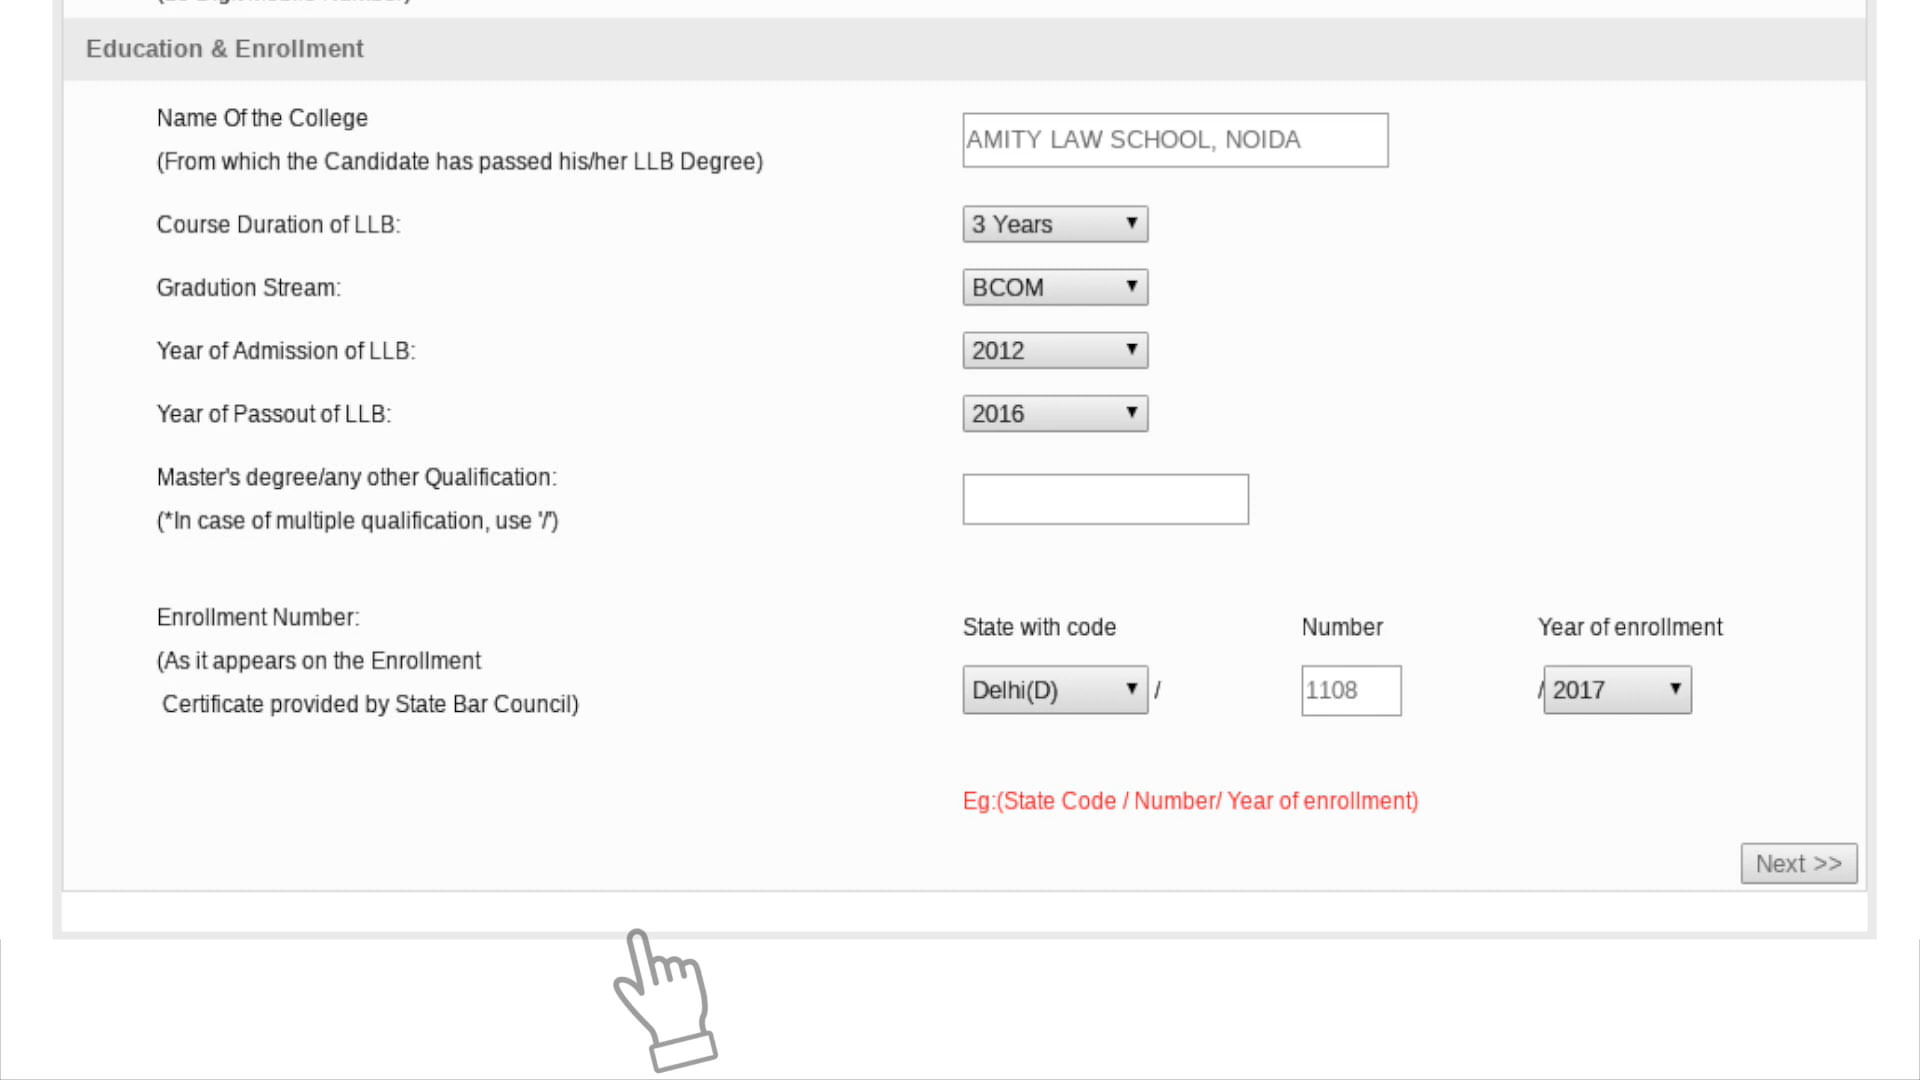 Education & Enrollment
Name Of the College
(From which the Candidate has passed his/her LLB Degree)
AMITY LAW SCHOOL, NOIDA
Course Duration of LLB:
3 Years
Gradution Stream:
BCOM
Year of Admission of LLB:
2012
Year of Passout of LLB:
2016
Master's degree/any other Qualification:
(*In case of multiple qualification, use '/')
Enrollment Number:
(As it appears on the Enrollment
Certificate provided by State Bar Council)
State with code Number Year of enrollment
Delhi(D) / 1108 / 2017
Eg:(State Code / Number/ Year of enrollment)
Next >>